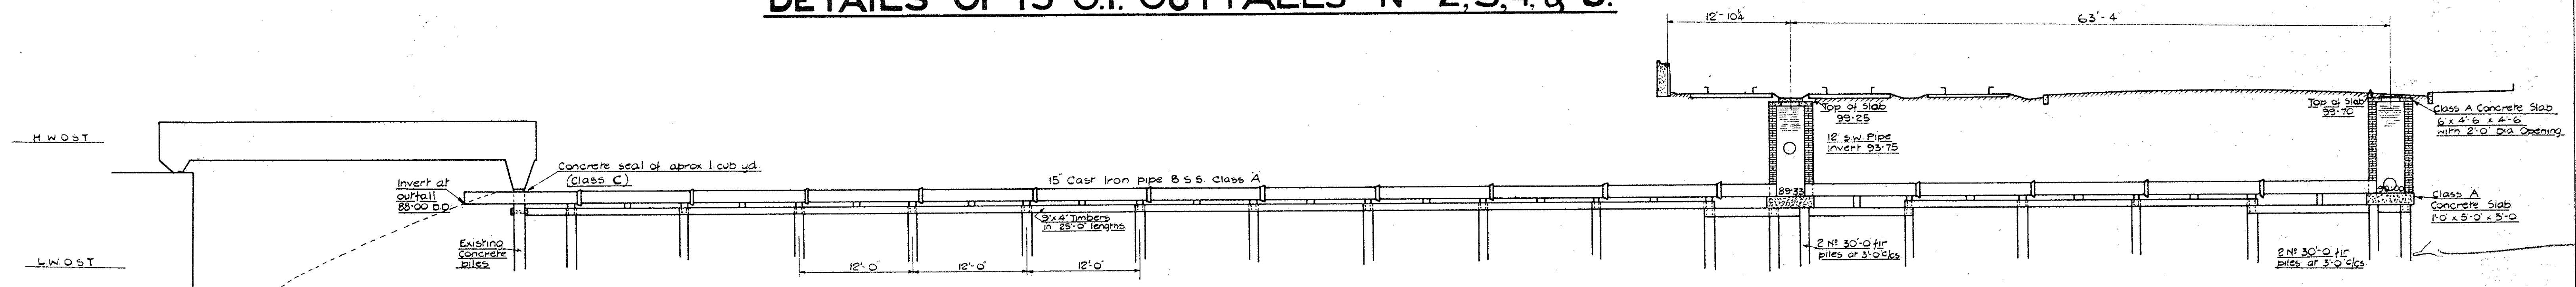 DETAILS OF 15" C.I. OUTFALLS Nº 2, 3, 4, & 5.
12'-10¼"
63'-4"
H.W.O.S.T
Top of Slab
99·25
Top of Slab
99·70
Class A Concrete Slab
6" x 4'-6" x 4'-6"
with 2'-0" Dia Opening
12" S.W. Pipe
Invert 93·75
Concrete seal of aprox 1 cub yd
(Class C)
Invert at
outfall
88·00 D.D.
15" Cast Iron pipe B.S.S. Class 'A'
89·33
90·00
Class A
Concrete Slab
1'-0" x 5'-0" x 5'-0"
9" x 4" Timbers
in 25'-0" lengths
Existing
Concrete
piles
2 Nº 30'-0" fir
piles at 3'-0" c/cs
2 Nº 30'-0" fir
piles at 3'-0" c/cs
L.W.O.S.T
12'-0"
12'-0"
12'-0"